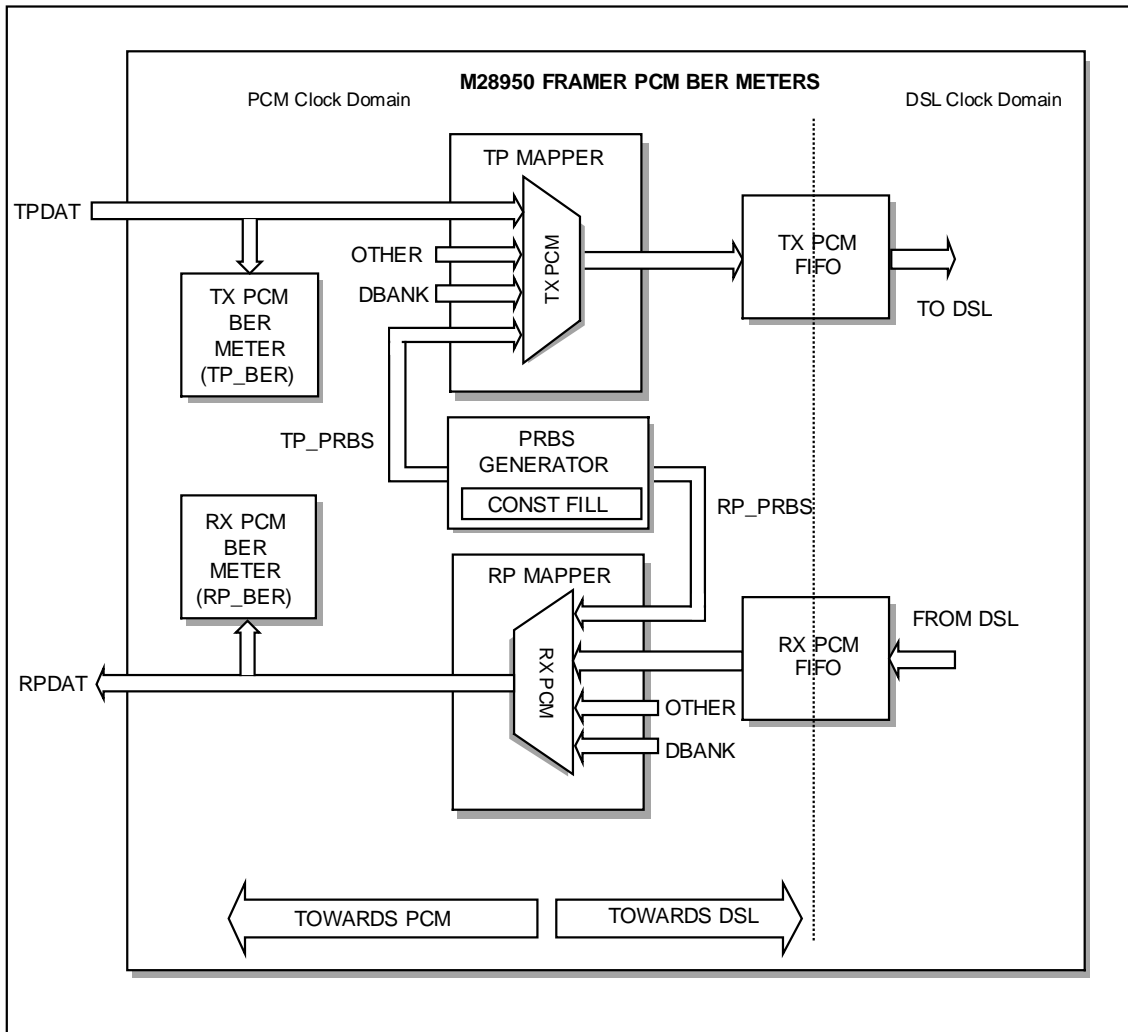 M28950 FRAMER PCM BER METERS
PCM Clock Domain
DSL Clock Domain
TP MAPPER
TPDAT
OTHER
DBANK
TX PCM
TX PCM
FIFO
TO DSL
TX PCM
BER
METER
(TP_BER)
TP_PRBS
PRBS
GENERATOR
CONST FILL
RP_PRBS
RX PCM
BER
METER
(RP_BER)
RP MAPPER
RX PCM
RX PCM
FIFO
FROM DSL
RPDAT
OTHER
DBANK
TOWARDS PCM
TOWARDS DSL